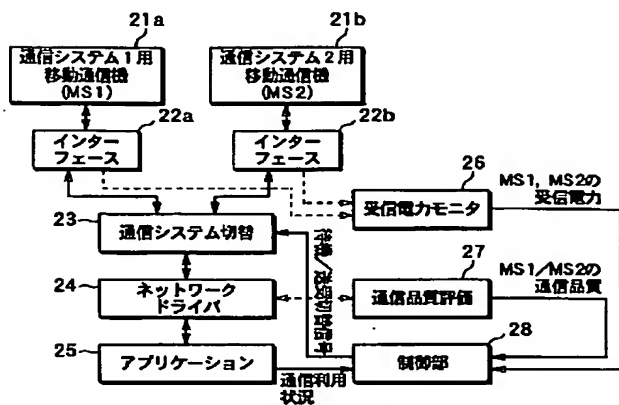 21a
21b
通信システム1用
移動通信機
(MS1)
通信システム2用
移動通信機
(MS2)
22a
22b
インター
フェース
インター
フェース
26
受信電力モニタ
MS1, MS2の
受信電力
23
通信システム切替
27
通信品質評価
MS1/MS2の
通信品質
24
ネットワーク
ドライバ
28
制御部
25
アプリケーション
通信利用
状況